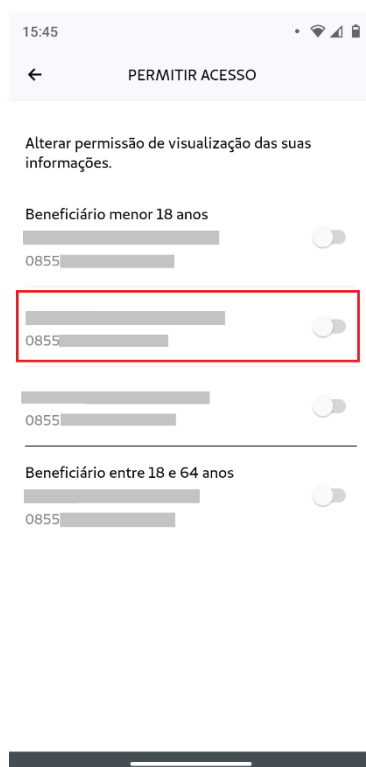 15:45
PERMITIR ACESSO
Alterar permissão de visualização das suas
informações.
Beneficiário menor 18 anos
0855
0855
0855
Beneficiário entre 18 e 64 anos
0855